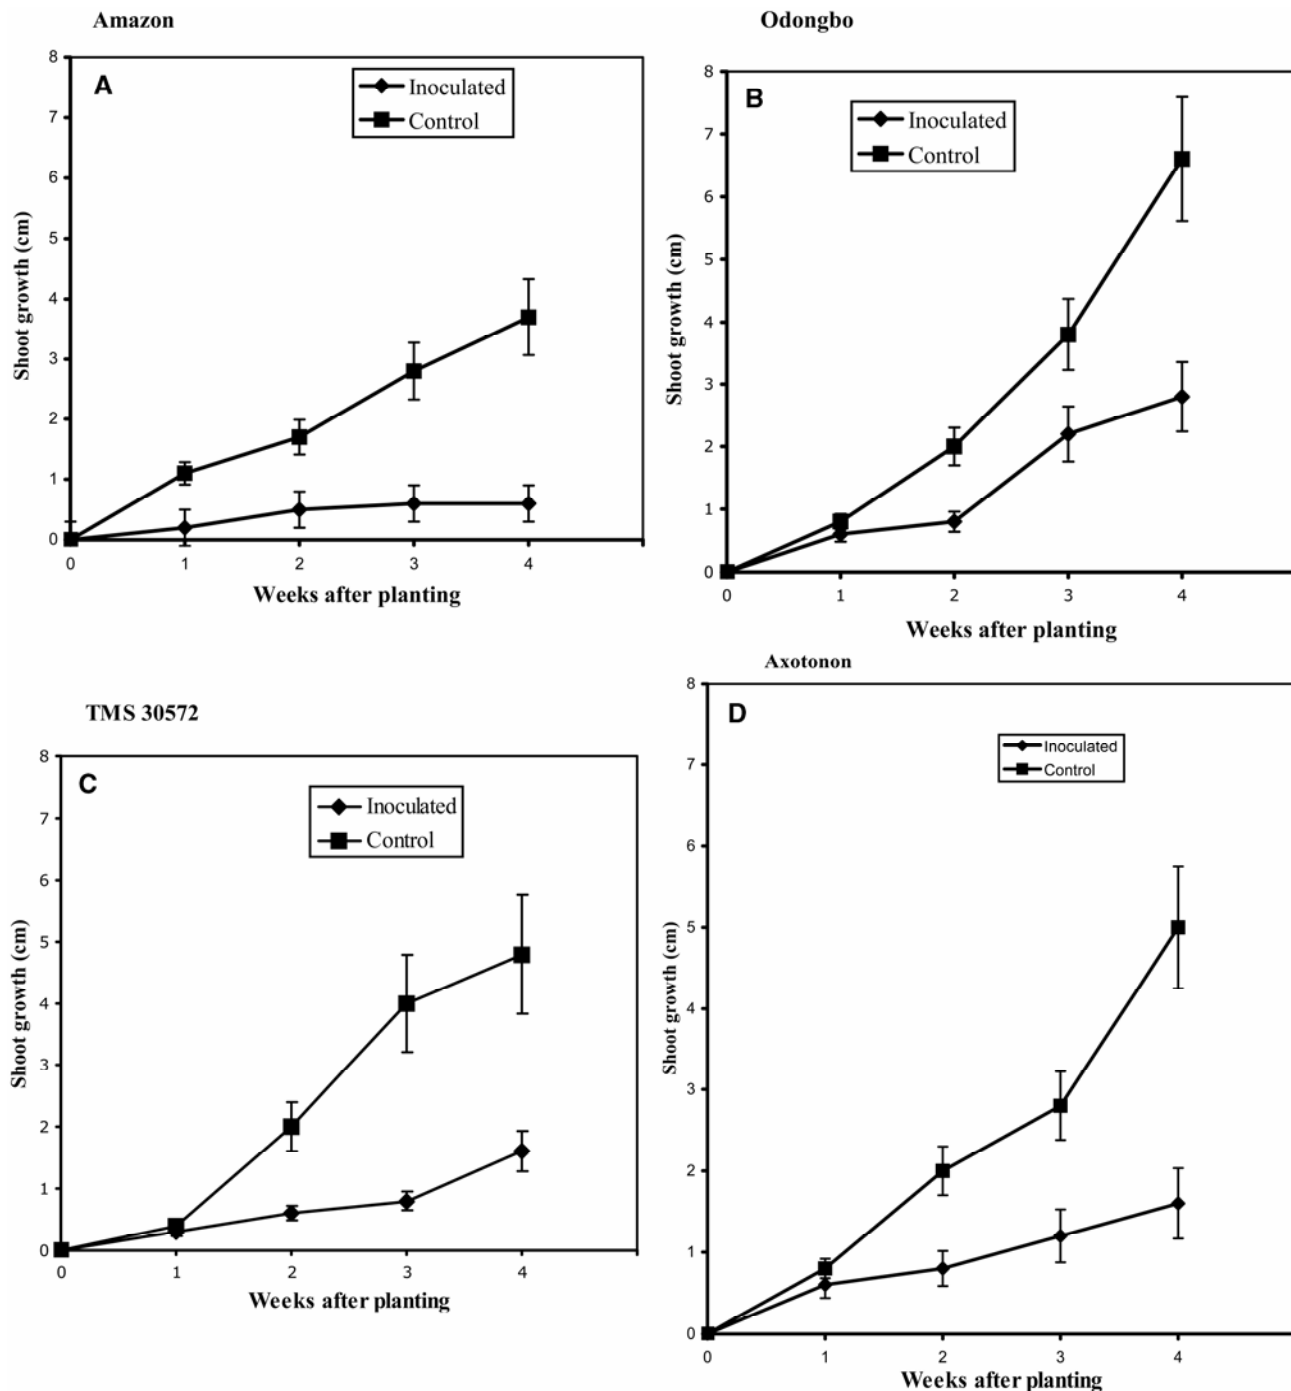 Amazon
A
Inoculated
Control
8
7
6
5
4
3
2
1
0
Shoot growth (cm)
0 1 2 3 4
Weeks after planting
Odongbo
B
Inoculated
Control
8
7
6
5
4
3
2
1
0
Shoot growth (cm)
0 1 2 3 4
Weeks after planting
TMS 30572
C
Inoculated
Control
8
7
6
5
4
3
2
1
0
Shoot growth (cm)
0 1 2 3 4
Weeks after planting
Axotonon
D
Inoculated
Control
8
7
6
5
4
3
2
1
0
Shoot growth (cm)
0 1 2 3 4
Weeks after planting